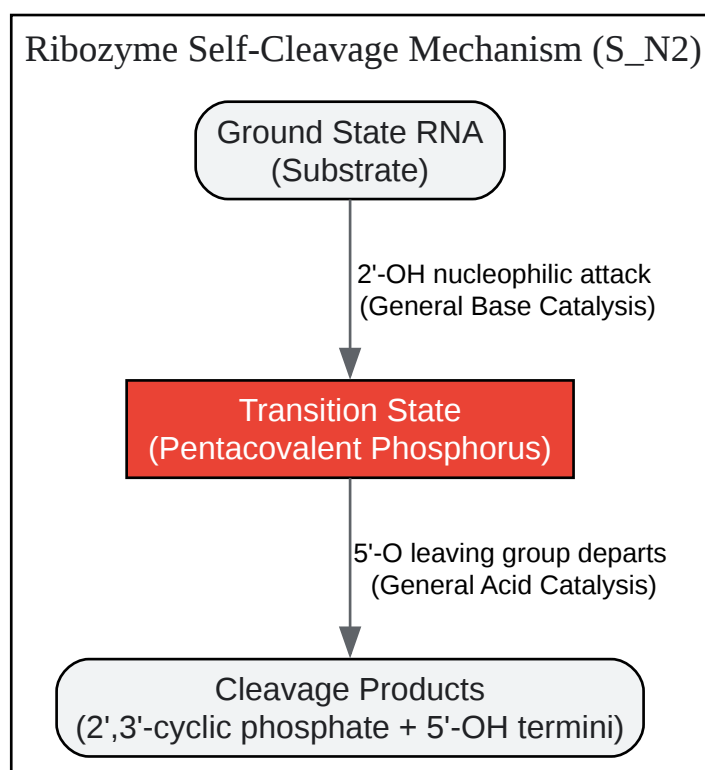 Ribozyme Self-Cleavage Mechanism (S_N2)
Ground State RNA
(Substrate)
2'-OH nucleophilic attack
(General Base Catalysis)
Transition State
(Pentacovalent Phosphorus)
5'-O leaving group departs
(General Acid Catalysis)
Cleavage Products
(2',3'-cyclic phosphate + 5'-OH termini)